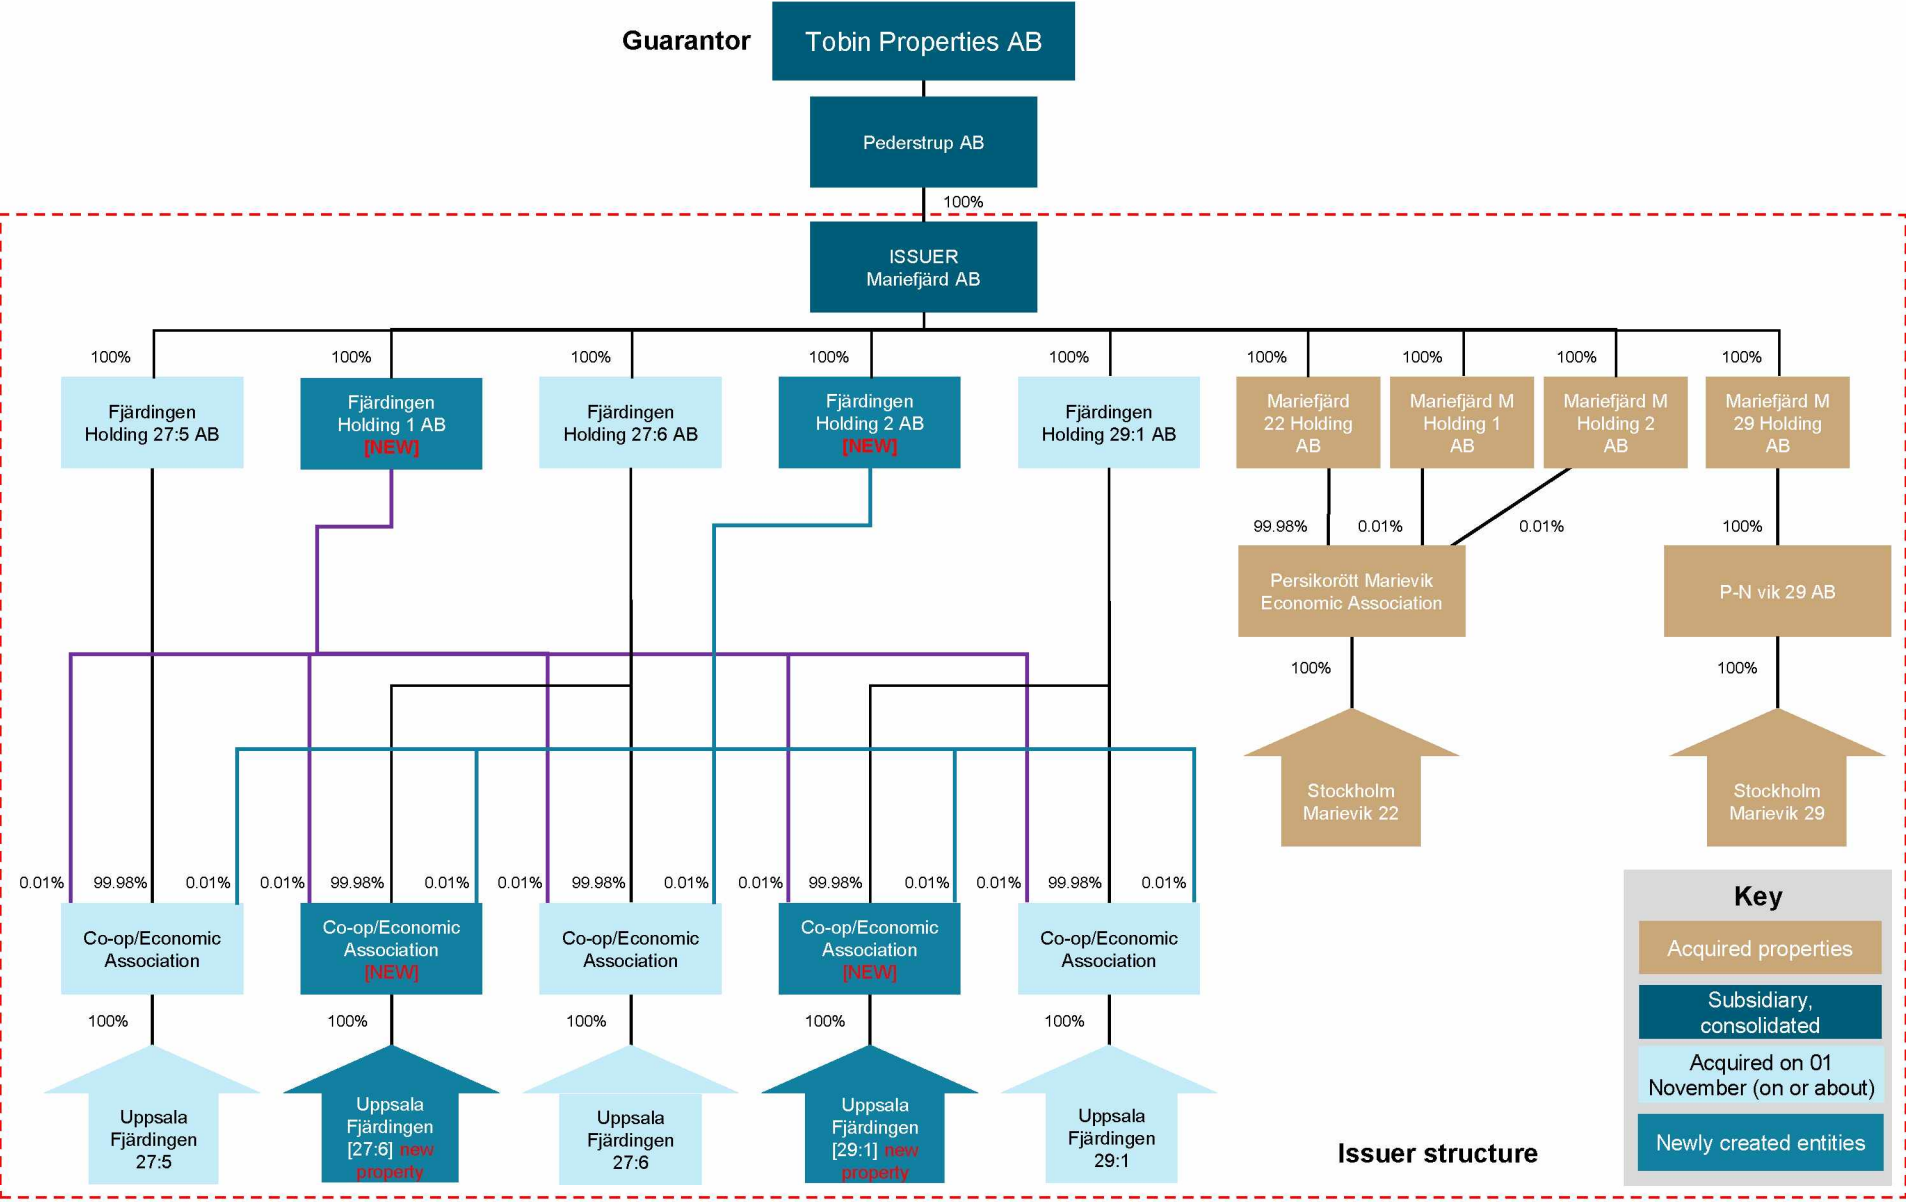 Guarantor
Tobin Properties AB
Pederstrup AB
100%
ISSUER
Mariefjärd AB
100%
100%
100%
100%
100%
100%
100%
100%
100%
Fjärdingen
Holding 27:5 AB
Fjärdingen
Holding 1 AB
[NEW]
Fjärdingen
Holding 27:6 AB
Fjärdingen
Holding 2 AB
[NEW]
Fjärdingen
Holding 29:1 AB
Mariefjärd
22 Holding
AB
Mariefjärd M
Holding 1
AB
Mariefjärd M
Holding 2
AB
Mariefjärd M
29 Holding
AB
99.98%
0.01%
0.01%
100%
Persikorött Marievik
Economic Association
P-N vik 29 AB
100%
100%
Stockholm
Marievik 22
Stockholm
Marievik 29
0.01%
99.98%
0.01%
0.01%
99.98%
0.01%
0.01%
99.98%
0.01%
0.01%
99.98%
0.01%
0.01%
99.98%
0.01%
Co-op/Economic
Association
Co-op/Economic
Association
[NEW]
Co-op/Economic
Association
Co-op/Economic
Association
[NEW]
Co-op/Economic
Association
100%
100%
100%
100%
100%
Uppsala
Fjärdingen
27:5
Uppsala
Fjärdingen
[27:6] new
property
Uppsala
Fjärdingen
27:6
Uppsala
Fjärdingen
[29:1] new
property
Uppsala
Fjärdingen
29:1
Issuer structure
Key
Acquired properties
Subsidiary,
consolidated
Acquired on 01
November (on or about)
Newly created entities